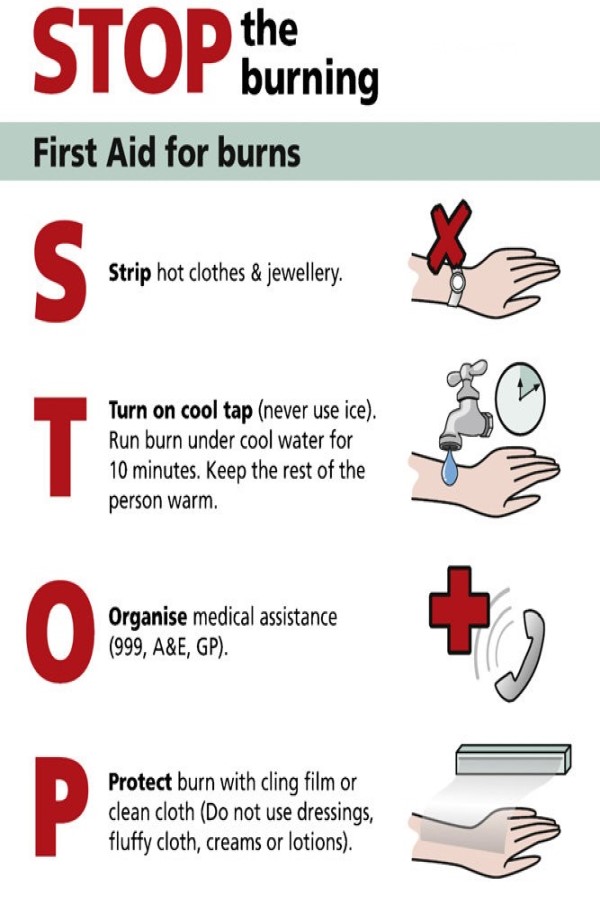 STOP the
burning
First Aid for burns
S
Strip hot clothes & jewellery.
T
Turn on cool tap (never use ice).
Run burn under cool water for
10 minutes. Keep the rest of the
person warm.
O
Organise medical assistance
(999, A&E, GP).
P
Protect burn with cling film or
clean cloth (Do not use dressings,
fluffy cloth, creams or lotions).